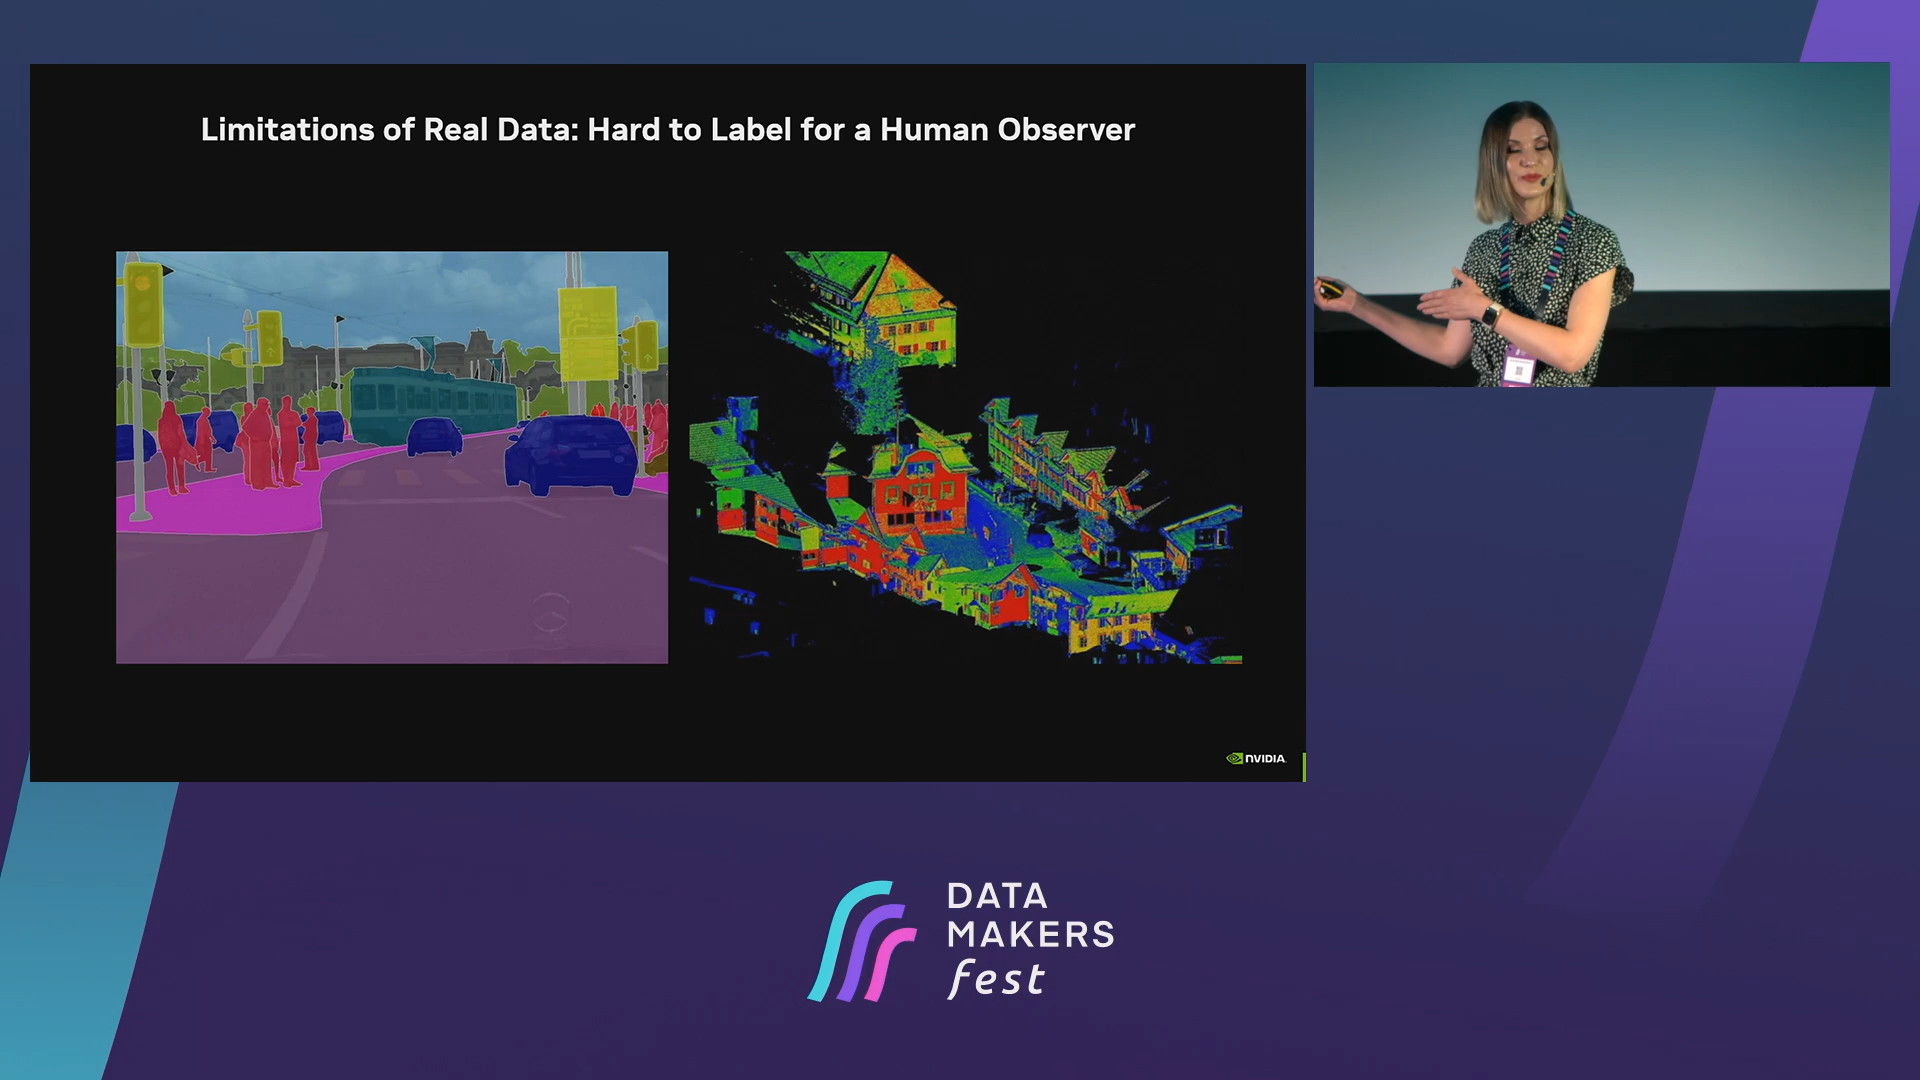 Limitations of Real Data: Hard to Label for a Human Observer
NVIDIA
DATA
MAKERS
fest